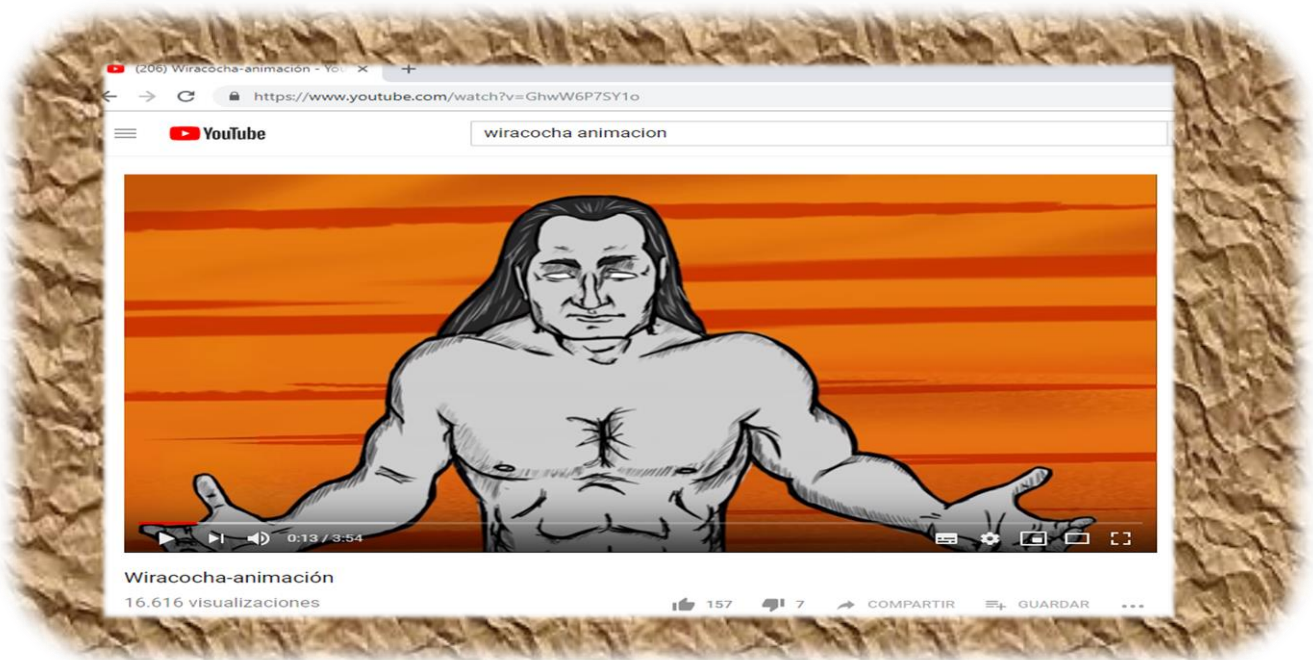 (206) Wiracocha-animación - You
https://www.youtube.com/watch?v=GhwW6P7SY1o
YouTube
wiracocha animacion
0:13 / 3:54
Wiracocha-animación
16.616 visualizaciones
157 7 COMPARTIR GUARDAR